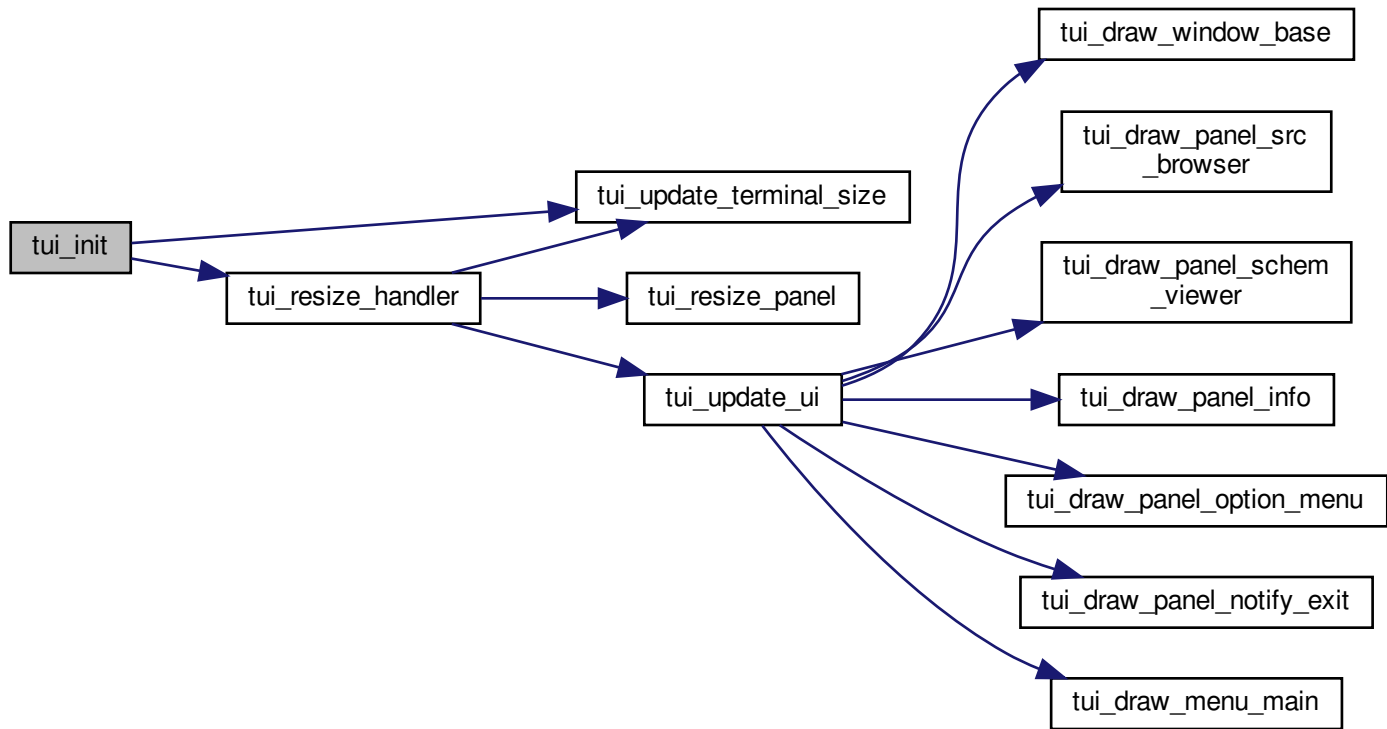 tui_init
tui_update_terminal_size
tui_resize_handler
tui_resize_panel
tui_update_ui
tui_draw_window_base
tui_draw_panel_src
_browser
tui_draw_panel_schem
_viewer
tui_draw_panel_info
tui_draw_panel_option_menu
tui_draw_panel_notify_exit
tui_draw_menu_main